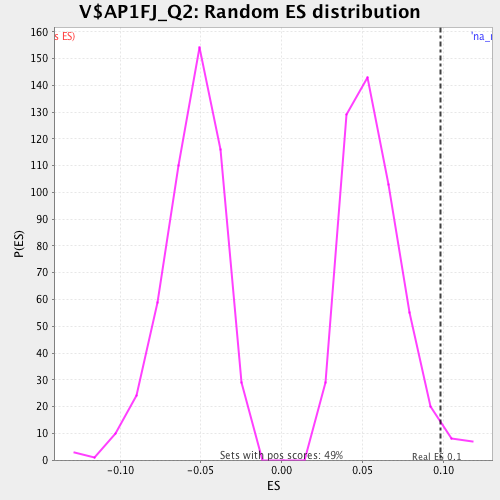 V$AP1FJ_Q2: Random ES distribution
160
s ES)
'na_r
150
140
130
120
110
100
90
80
70
60
50
40
30
20
10
0
P(ES)
Sets with pos scores: 49%
Real ES 0.1
-0.10 -0.05 0.00 0.05 0.10
ES